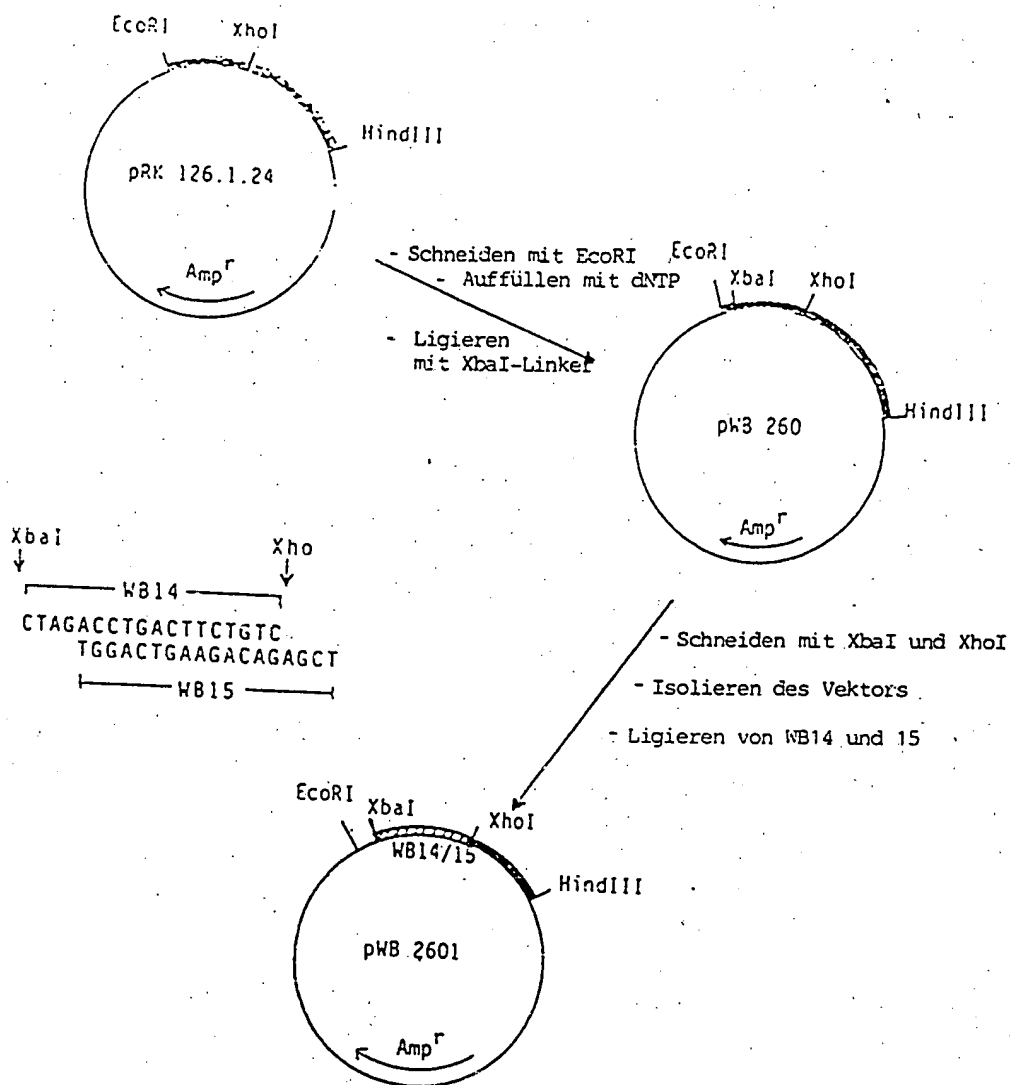 EcoRI XhoI
HindIII
pRK 126.1.24
Amp^r
- Schneiden mit EcoRI
- Auffüllen mit dNTP
- Ligieren
mit XbaI-Linker
EcoRI
XbaI XhoI
HindIII
pWB 260
Amp^r
XbaI Xho
WB14
CTAGACCTGACTTCTGTC
TGGACTGAAGACAGAGCT
WB15
- Schneiden mit XbaI und XhoI
- Isolieren des Vektors
- Ligieren von WB14 und 15
EcoRI XbaI XhoI
WB14/15
HindIII
pWB 2601
Amp^r